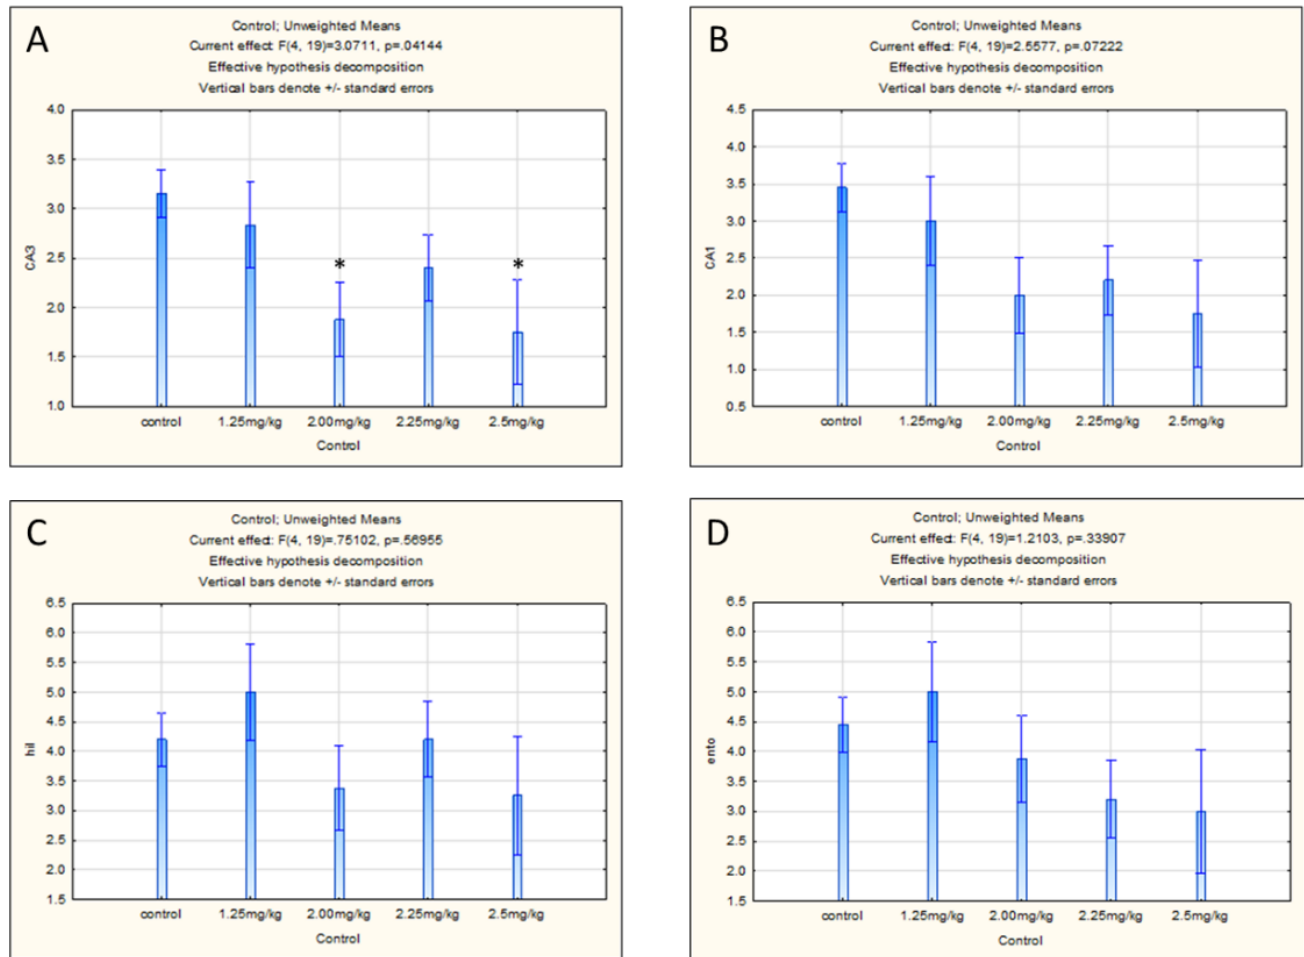 A
Control; Unweighted Means
Current effect: F(4, 19)=3.0711, p=.04144
Effective hypothesis decomposition
Vertical bars denote +/- standard errors
4.0
3.5
3.0
2.5
2.0
1.5
1.0
CA3
* *
control 1.25mg/kg 2.00mg/kg 2.25mg/kg 2.5mg/kg
Control
B
Control; Unweighted Means
Current effect: F(4, 19)=2.5577, p=.07222
Effective hypothesis decomposition
Vertical bars denote +/- standard errors
4.5
4.0
3.5
3.0
2.5
2.0
1.5
1.0
0.5
CA1
control 1.25mg/kg 2.00mg/kg 2.25mg/kg 2.5mg/kg
Control
C
Control; Unweighted Means
Current effect: F(4, 19)=.75102, p=.56955
Effective hypothesis decomposition
Vertical bars denote +/- standard errors
6.5
6.0
5.5
5.0
4.5
4.0
3.5
3.0
2.5
2.0
1.5
hil
control 1.25mg/kg 2.00mg/kg 2.25mg/kg 2.5mg/kg
Control
D
Control; Unweighted Means
Current effect: F(4, 19)=1.2103, p=.33907
Effective hypothesis decomposition
Vertical bars denote +/- standard errors
6.5
6.0
5.5
5.0
4.5
4.0
3.5
3.0
2.5
2.0
1.5
ento
control 1.25mg/kg 2.00mg/kg 2.25mg/kg 2.5mg/kg
Control